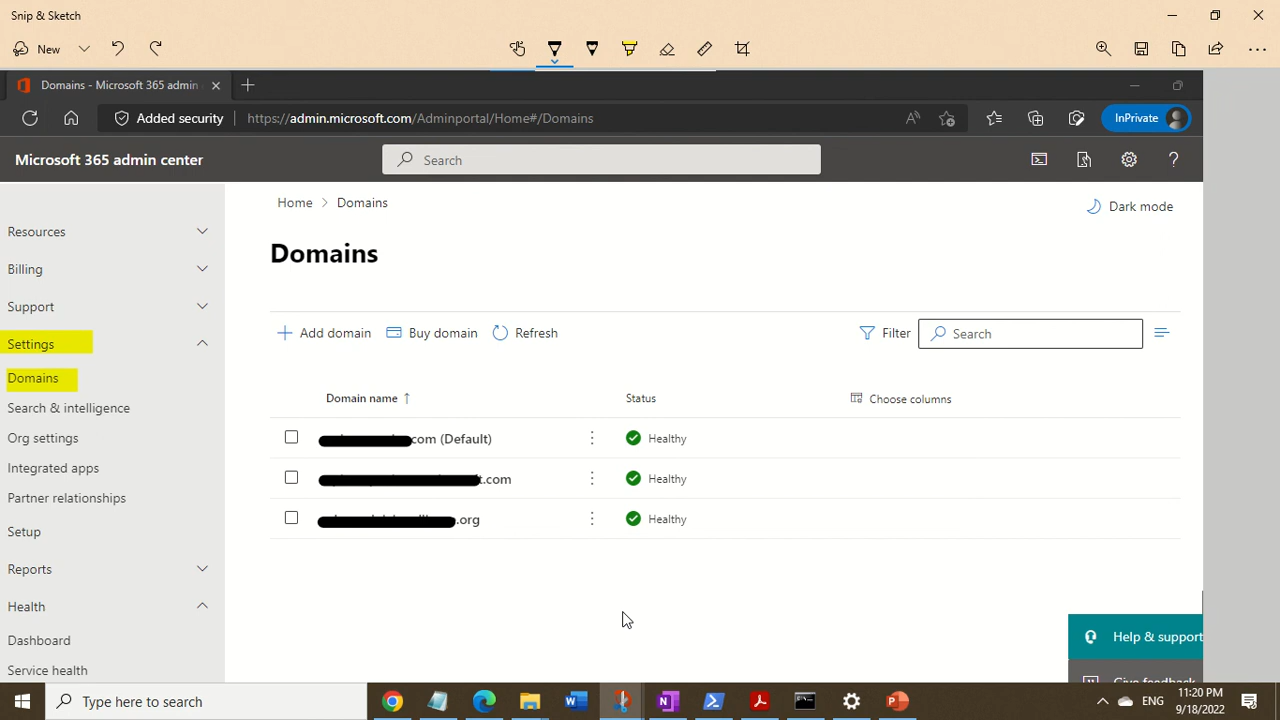 Snip & Sketch
New
Domains - Microsoft 365 admin
Added security
https://admin.microsoft.com/Adminportal/Home#/Domains
InPrivate
Microsoft 365 admin center
Search
Home > Domains
Dark mode
Domains
Resources
Billing
Support
Settings
Domains
Search & intelligence
Org settings
Integrated apps
Partner relationships
Setup
Reports
Health
Dashboard
Service health
Add domain
Buy domain
Refresh
Filter
Search
Domain name ↑
Status
Choose columns
com (Default)
Healthy
.com
Healthy
.org
Healthy
Help & support
Give feedback
Type here to search
ENG
11:20 PM
9/18/2022